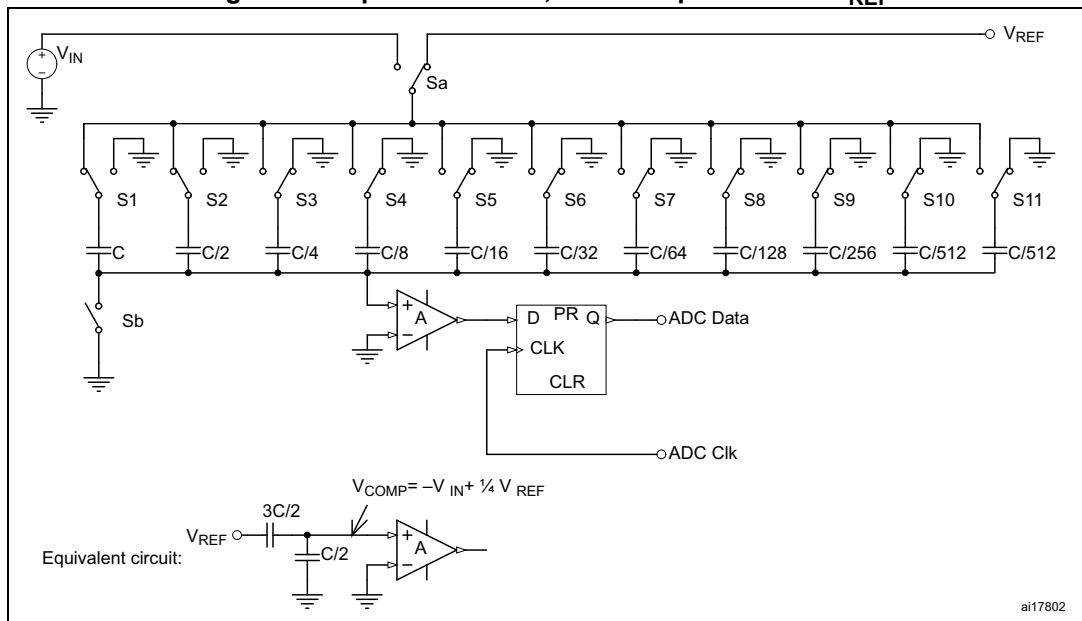 V_REF
V_IN
Sa
S1 S2 S3 S4 S5 S6 S7 S8 S9 S10 S11
C C/2 C/4 C/8 C/16 C/32 C/64 C/128 C/256 C/512 C/512
Sb
+
A
−
D PR Q
CLK
CLR
ADC Data
ADC Clk
V_COMP= –V_IN+ ¼ V_REF
3C/2
V_REF
C/2
+
A
−
Equivalent circuit:
ai17802